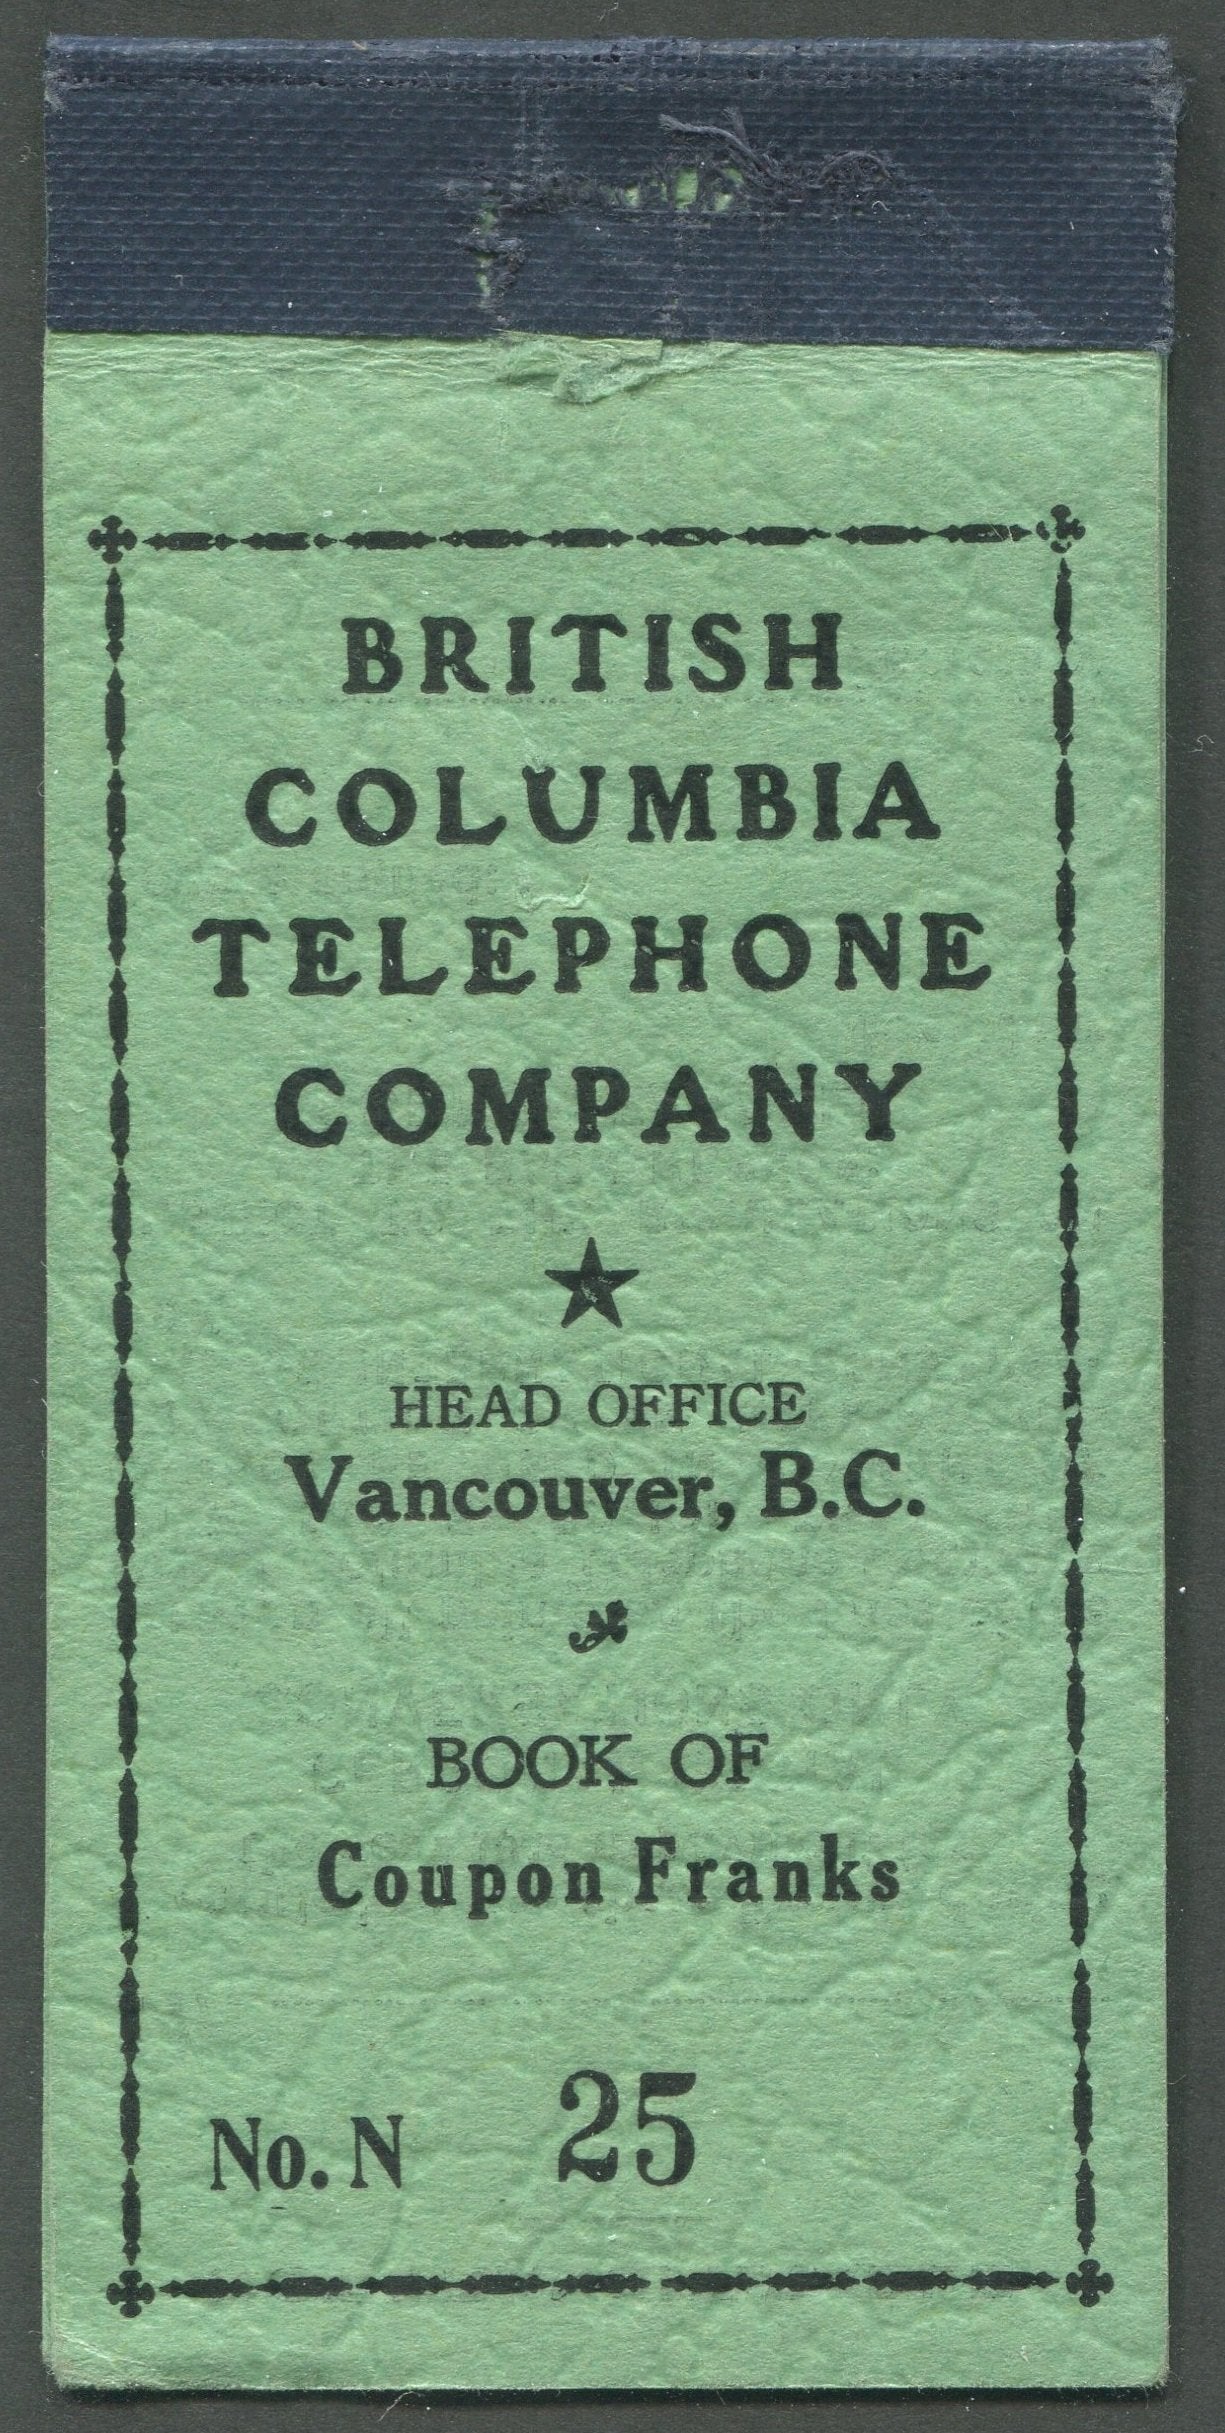 BRITISH
COLUMBIA
TELEPHONE
COMPANY
HEAD OFFICE
Vancouver, B.C.
BOOK OF
Coupon Franks
No. N 25